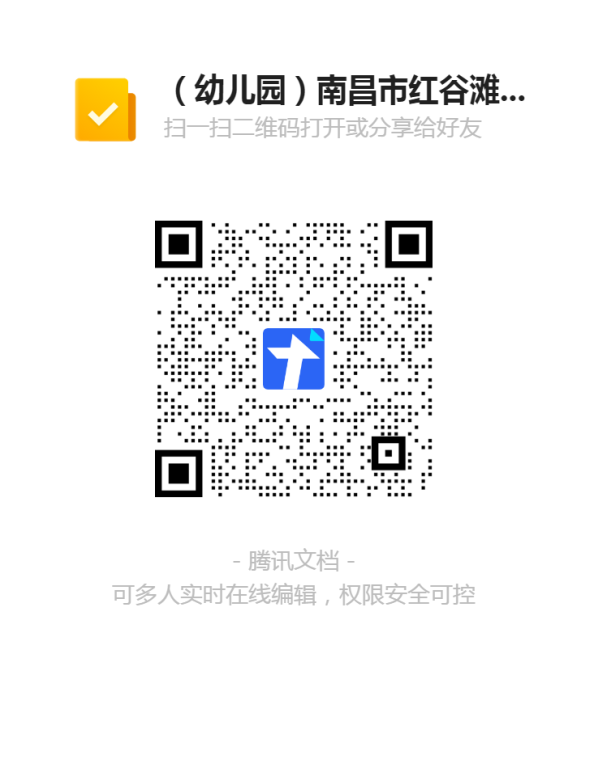 （幼儿园）南昌市红谷滩...
扫一扫二维码打开或分享给好友
- 腾讯文档 -
可多人实时在线编辑，权限安全可控